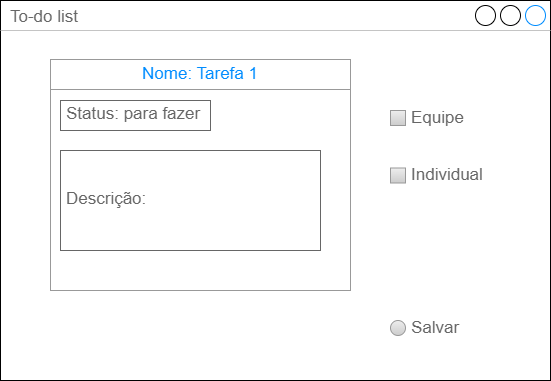 To-do list
Nome: Tarefa 1
Status: para fazer
Descrição:
Equipe
Individual
Salvar